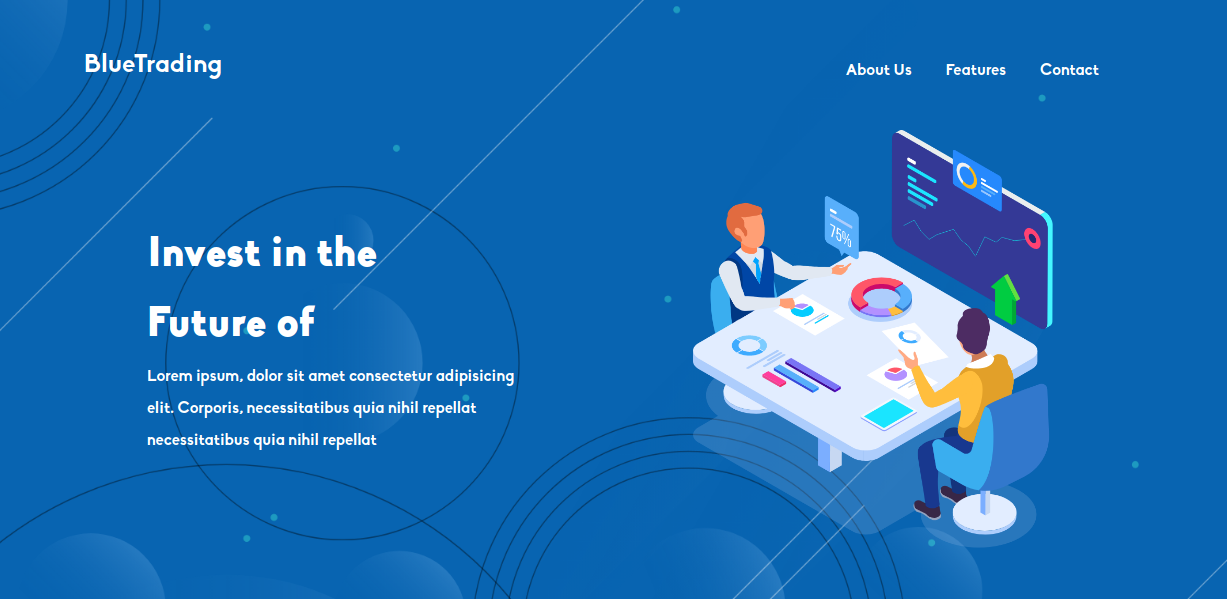 BlueTrading
About Us
Features
Contact
75%
Invest in the
Future of
Lorem ipsum, dolor sit amet consectetur adipisicing
elit. Corporis, necessitatibus quia nihil repellat
necessitatibus quia nihil repellat